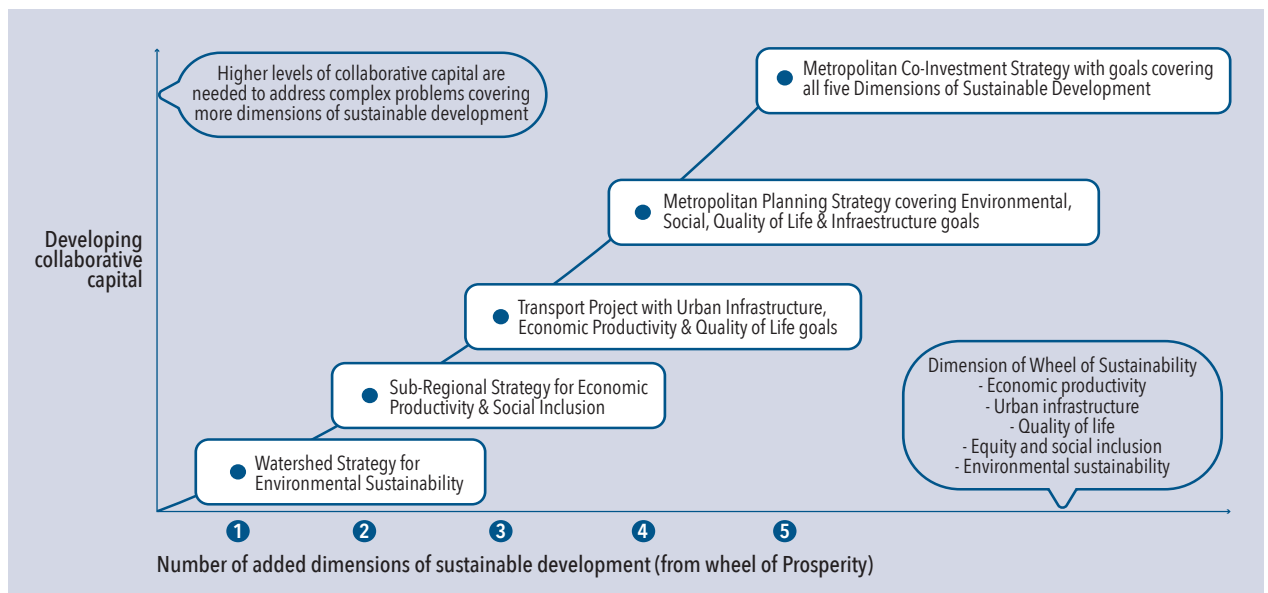 Higher levels of collaborative capital are
needed to address complex problems covering
more dimensions of sustainable development
Metropolitan Co-Investment Strategy with goals covering
all five Dimensions of Sustainable Development
Metropolitan Planning Strategy covering Environmental,
Social, Quality of Life & Infraestructure goals
Developing
collaborative
capital
Transport Project with Urban Infrastructure,
Economic Productivity & Quality of Life goals
Sub-Regional Strategy for Economic
Productivity & Social Inclusion
Watershed Strategy for
Environmental Sustainability
Dimension of Wheel of Sustainability
- Economic productivity
- Urban infrastructure
- Quality of life
- Equity and social inclusion
- Environmental sustainability
1 2 3 4 5
Number of added dimensions of sustainable development (from wheel of Prosperity)